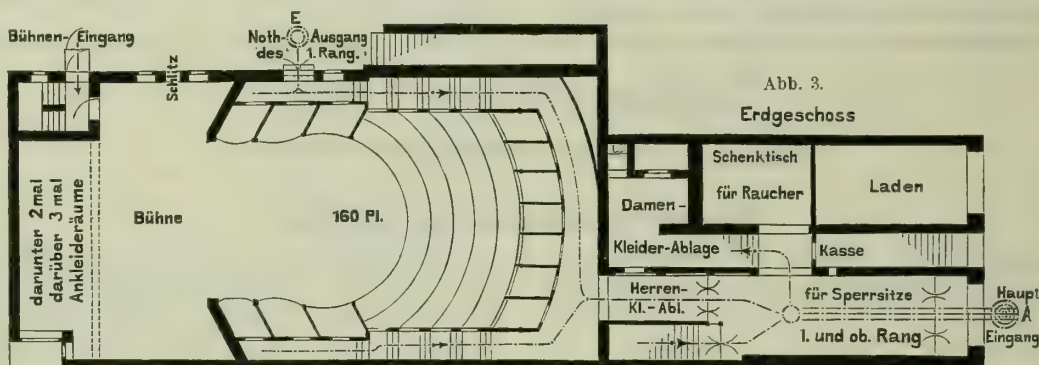 Bühnen-Eingang
E
Noth- Ausgang
des 1. Rang.
Schlitz
Abb. 3.
Erdgeschoss
darunter 2 mal
darüber 3 mal
Ankleideräume
Bühne
160 Pl.
Schenktisch
für Raucher
Laden
Damen-
Kleider-Ablage
Kasse
Herren-
Kl.-Abl.
für Sperrsitze
1. und ob. Rang
Haupt
A
Eingang